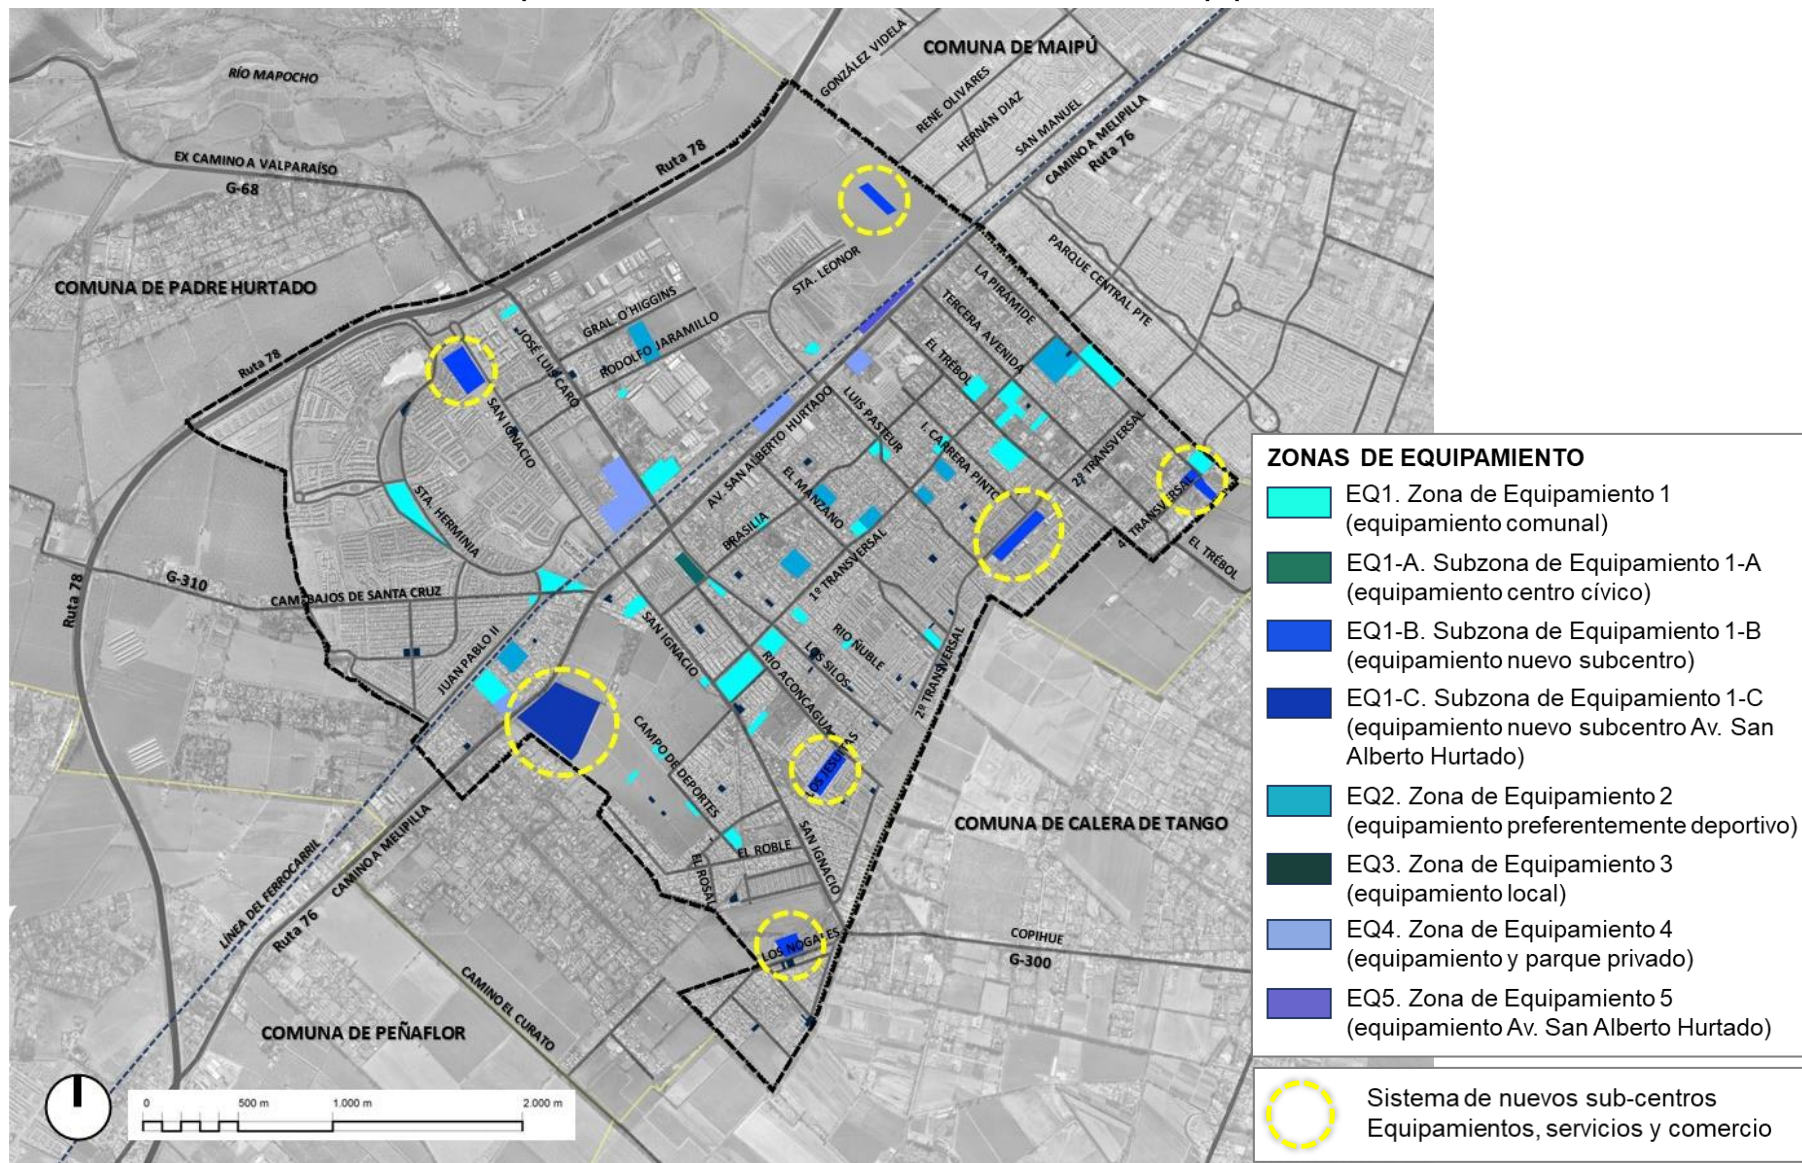 COMUNA DE MAIPÚ
GONZÁLEZ VIDELA
RENE OLIVARES
HERNÁN DIAZ
SAN MANUEL
CAMINO A MELIPILLA
Ruta 76
RÍO MAPOCHO
EX CAMINO A VALPARAÍSO
G-68
Ruta 78
COMUNA DE PADRE HURTADO
STA. LEONOR
PARQUE CENTRAL PTE
LA PIRÁMIDE
TERCERA AVENIDA
EL TRÉBOL
GRAL. O'HIGGINS
RODOLFO JARAMILLO
JOSÉ LUIS CARO
Ruta 78
SAN IGNACIO
LUIS PASTEUR
I. CARRERA PINTO
AV. SAN ALBERTO HURTADO
2º TRANSVERSAL
4º TRANSVERSAL
EL TRÉBOL
EL MANZANO
BRASILIA
1º TRANSVERSAL
STA. HERMINIA
G-310
CAM. BAJOS DE SANTA CRUZ
Ruta 78
JUAN PABLO II
SAN IGNACIO
RIO ÑUBLE
LOS SILOS
RIO ACONCAGUA
2º TRANSVERSAL
CAMPO DE DEPORTES
LOS JESUITAS
EL ROBLE
EL ROSAL
SAN IGNACIO
COMUNA DE CALERA DE TANGO
LÍNEA DEL FERROCARRIL
CAMINO A MELIPILLA
Ruta 76
LOS NOGALES
COPIHUE
G-300
CAMINO EL CURATO
COMUNA DE PEÑAFLOR
0 500 m 1.000 m 2.000 m
ZONAS DE EQUIPAMIENTO
EQ1. Zona de Equipamiento 1
(equipamiento comunal)
EQ1-A. Subzona de Equipamiento 1-A
(equipamiento centro cívico)
EQ1-B. Subzona de Equipamiento 1-B
(equipamiento nuevo subcentro)
EQ1-C. Subzona de Equipamiento 1-C
(equipamiento nuevo subcentro Av. San
Alberto Hurtado)
EQ2. Zona de Equipamiento 2
(equipamiento preferentemente deportivo)
EQ3. Zona de Equipamiento 3
(equipamiento local)
EQ4. Zona de Equipamiento 4
(equipamiento y parque privado)
EQ5. Zona de Equipamiento 5
(equipamiento Av. San Alberto Hurtado)
Sistema de nuevos sub-centros
Equipamientos, servicios y comercio